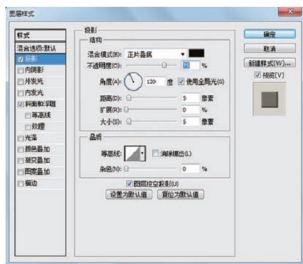 图层样式
样式
混合选项:默认
投影
内阴影
外发光
内发光
斜面和浮雕
等高线
纹理
光泽
颜色叠加
渐变叠加
图案叠加
描边
投影
结构
混合模式(B): 正片叠底
不透明度(O): 75 %
角度(A): 120 度 使用全局光(G)
距离(D): 5 像素
扩展(R): 0 %
大小(S): 5 像素
品质
等高线: 消除锯齿(L)
杂色(N): 0 %
图层挖空投影(U)
设置为默认值 复位为默认值
确定
取消
新建样式(W)...
预览(V)